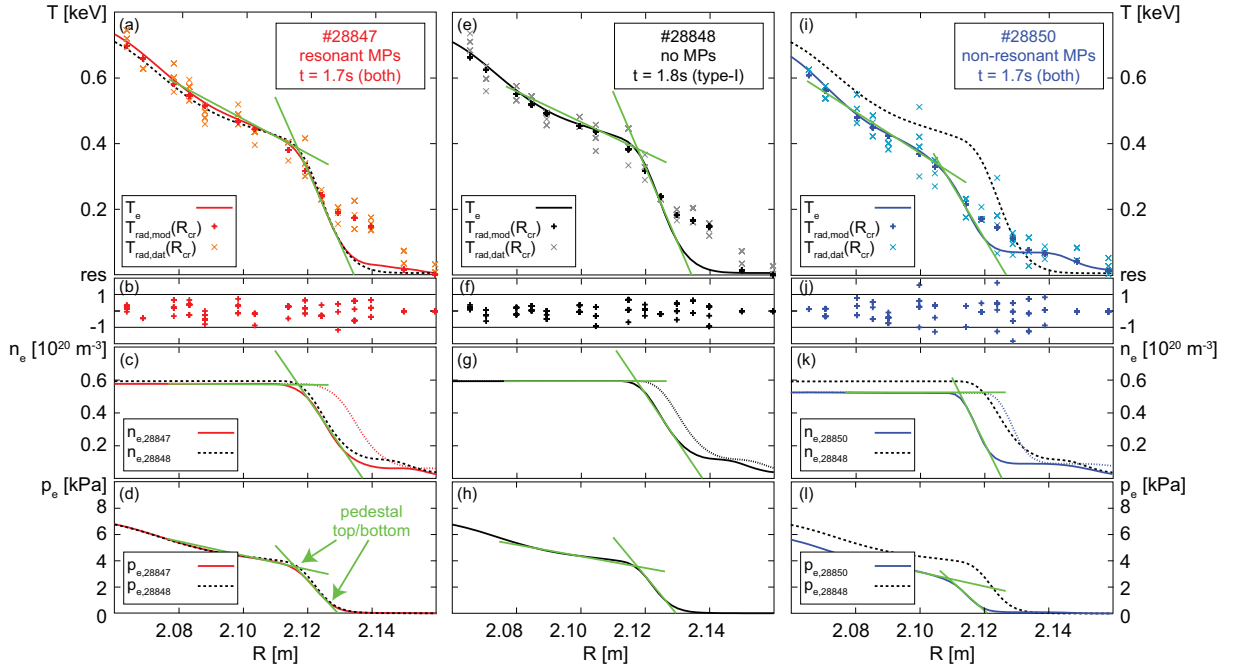 T [keV]
T [keV]
(a)
#28847
resonant MPs
t = 1.7s (both)
(e)
#28848
no MPs
t = 1.8s (type-I)
(i)
#28850
non-resonant MPs
t = 1.7s (both)
0.6
0.4
0.2
0.6
0.4
0.2
T_e
T_rad,mod(R_cr)
T_rad,dat(R_cr)
T_e
T_rad,mod(R_cr)
T_rad,dat(R_cr)
T_e
T_rad,mod(R_cr)
T_rad,dat(R_cr)
res
res
(b)
(f)
(j)
1
-1
1
-1
n_e [10^20 m^-3]
n_e [10^20 m^-3]
(c)
(g)
(k)
0.6
0.4
0.2
0.6
0.4
0.2
n_e,28847
n_e,28848
n_e,28850
n_e,28848
p_e [kPa]
p_e [kPa]
(d)
(h)
(l)
pedestal
top/bottom
8
6
4
2
0
8
6
4
2
0
p_e,28847
p_e,28848
p_e,28850
p_e,28848
2.08 2.10 2.12 2.14
2.08 2.10 2.12 2.14
2.08 2.10 2.12 2.14
R [m]
R [m]
R [m]